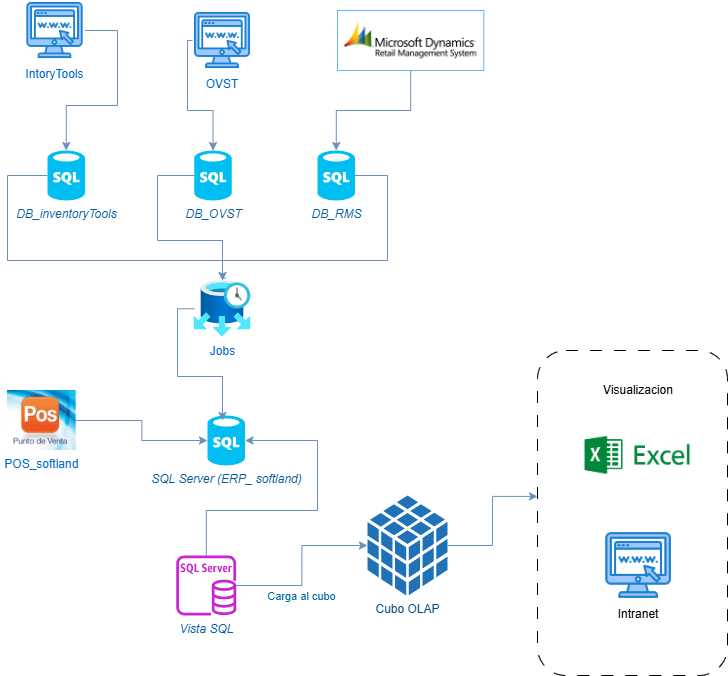 www.
www.
Microsoft Dynamics
Retail Management System
IntoryTools
OVST
SQL
SQL
SQL
DB_inventoryTools
DB_OVST
DB_RMS
Jobs
Pos
Punto de Venta
POS_softland
SQL
SQL Server (ERP_ softland)
Visualizacion
X
Excel
SQL Server
Carga al cubo
Vista SQL
Cubo OLAP
www.
Intranet